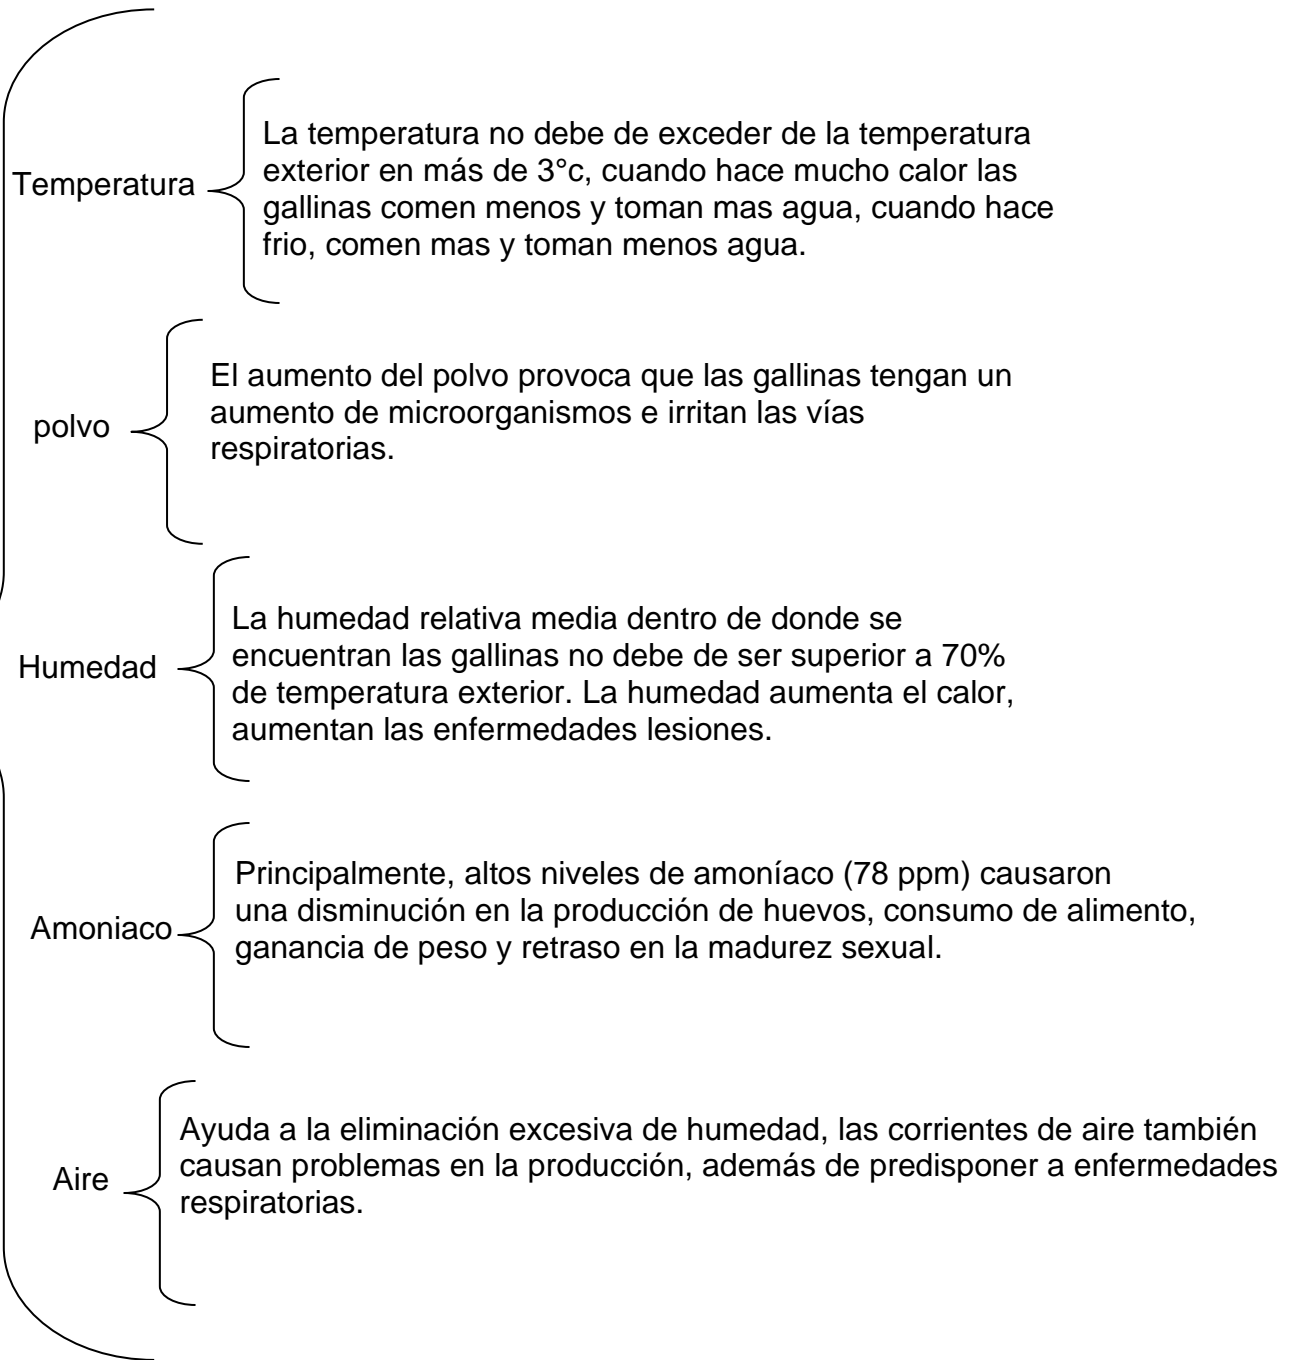 Temperatura
La temperatura no debe de exceder de la temperatura
exterior en más de 3°c, cuando hace mucho calor las
gallinas comen menos y toman mas agua, cuando hace
frio, comen mas y toman menos agua.
polvo
El aumento del polvo provoca que las gallinas tengan un
aumento de microorganismos e irritan las vías
respiratorias.
Humedad
La humedad relativa media dentro de donde se
encuentran las gallinas no debe de ser superior a 70%
de temperatura exterior. La humedad aumenta el calor,
aumentan las enfermedades lesiones.
Amoniaco
Principalmente, altos niveles de amoníaco (78 ppm) causaron
una disminución en la producción de huevos, consumo de alimento,
ganancia de peso y retraso en la madurez sexual.
Aire
Ayuda a la eliminación excesiva de humedad, las corrientes de aire también
causan problemas en la producción, además de predisponer a enfermedades
respiratorias.